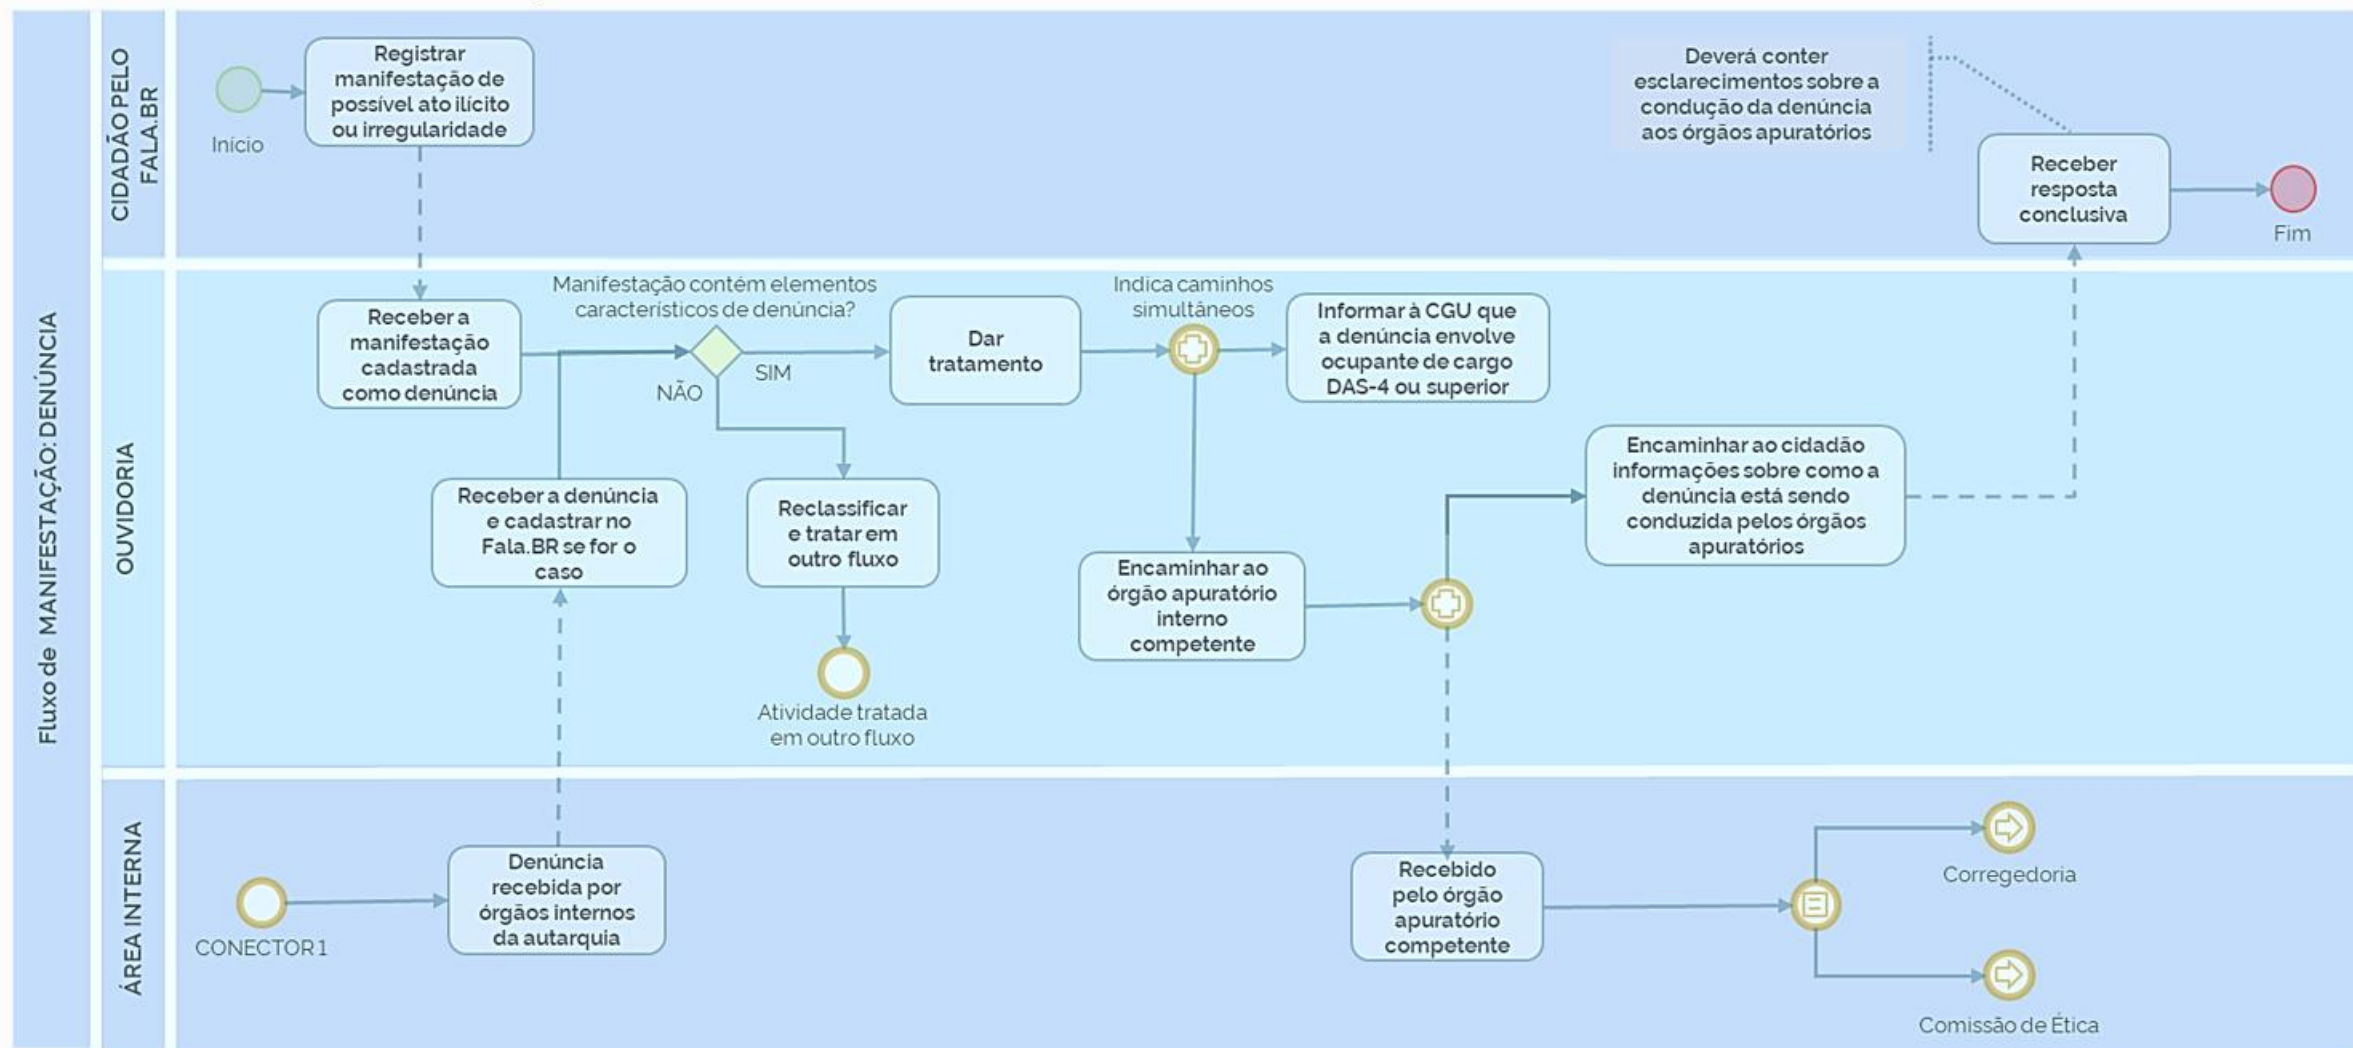 Fluxo de MANIFESTAÇÃO: DENÚNCIA
CIDADÃO PELO
FALA.BR
Início
Registrar
manifestação de
possível ato ilícito
ou irregularidade
Deverá conter
esclarecimentos sobre a
condução da denúncia
aos órgãos apuratórios
Receber
resposta
conclusiva
Fim
OUVIDORIA
Receber a
manifestação
cadastrada
como denúncia
Manifestação contém elementos
característicos de denúncia?
SIM
NÃO
Dar
tratamento
Indica caminhos
simultâneos
Informar à CGU que
a denúncia envolve
ocupante de cargo
DAS-4 ou superior
Receber a denúncia
e cadastrar no
Fala.BR se for o
caso
Reclassificar
e tratar em
outro fluxo
Atividade tratada
em outro fluxo
Encaminhar ao
órgão apuratório
interno
competente
Encaminhar ao cidadão
informações sobre como a
denúncia está sendo
conduzida pelos órgãos
apuratórios
ÁREA INTERNA
CONECTOR 1
Denúncia
recebida por
órgãos internos
da autarquia
Recebido
pelo órgão
apuratório
competente
Corregedoria
Comissão de Ética